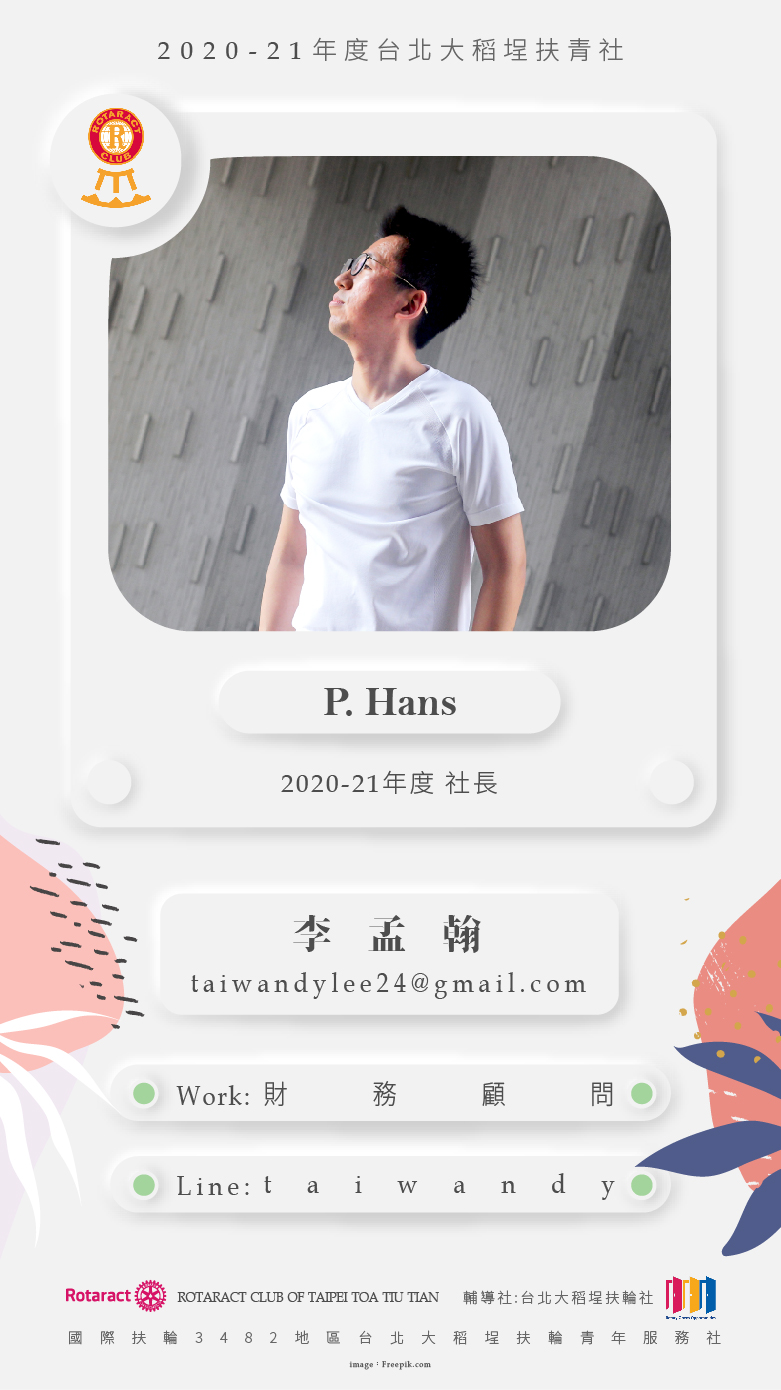 2020-21年度台北大稻埕扶青社
ROTARACT
R
CLUB
P. Hans
2020-21年度 社長
李孟翰
taiwandylee24@gmail.com
Work: 財務顧問
Line: taiwandy
Rotaract ROTARACT CLUB OF TAIPEI TOA TIU TIAN 輔導社:台北大稻埕扶輪社
Rotary Opens Opportunities
國際扶輪3482地區台北大稻埕扶輪青年服務社
image : Freepik.com